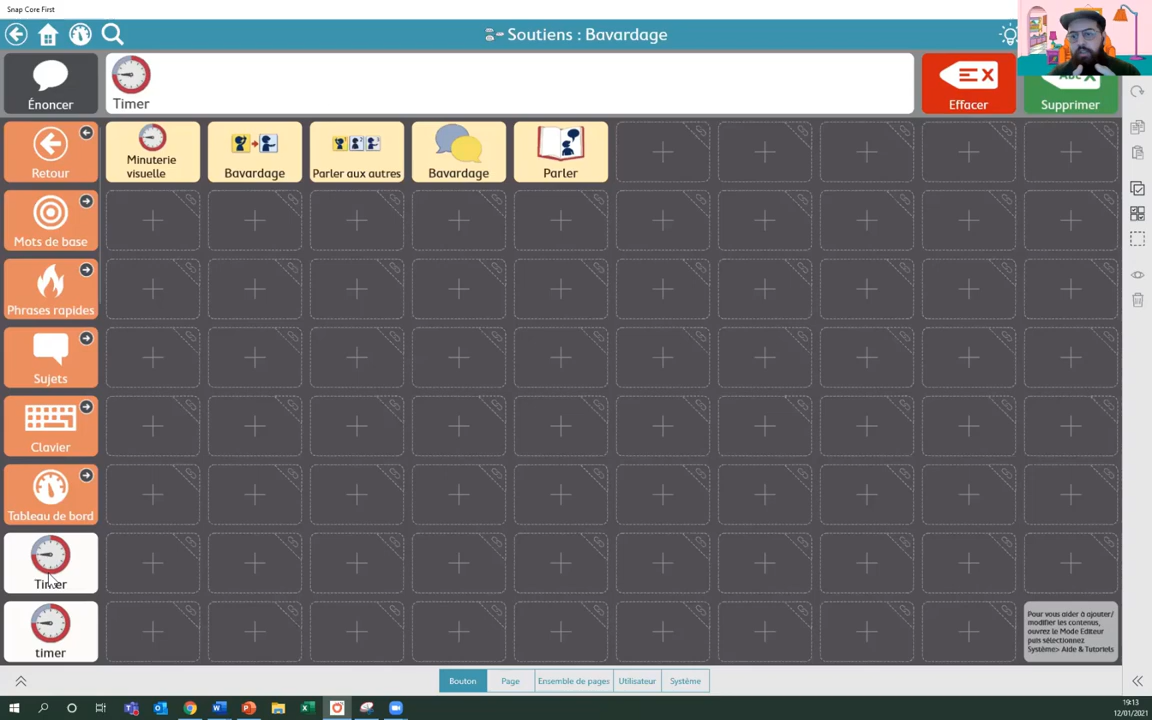 Snap Core First
Soutiens : Bavardage
Énoncer
Timer
Effacer
Supprimer
Retour
Minuterie
visuelle
Bavardage
Parler aux autres
Bavardage
Parler
Mots de base
Phrases rapides
Sujets
Clavier
Tableau de bord
Timer
timer
Pour vous aider à ajouter/
modifier les contenus,
ouvrez le Mode Editeur
puis sélectionnez
Système> Aide & Tutoriels
Bouton
Page
Ensemble de pages
Utilisateur
Système
19:13
12/01/2021